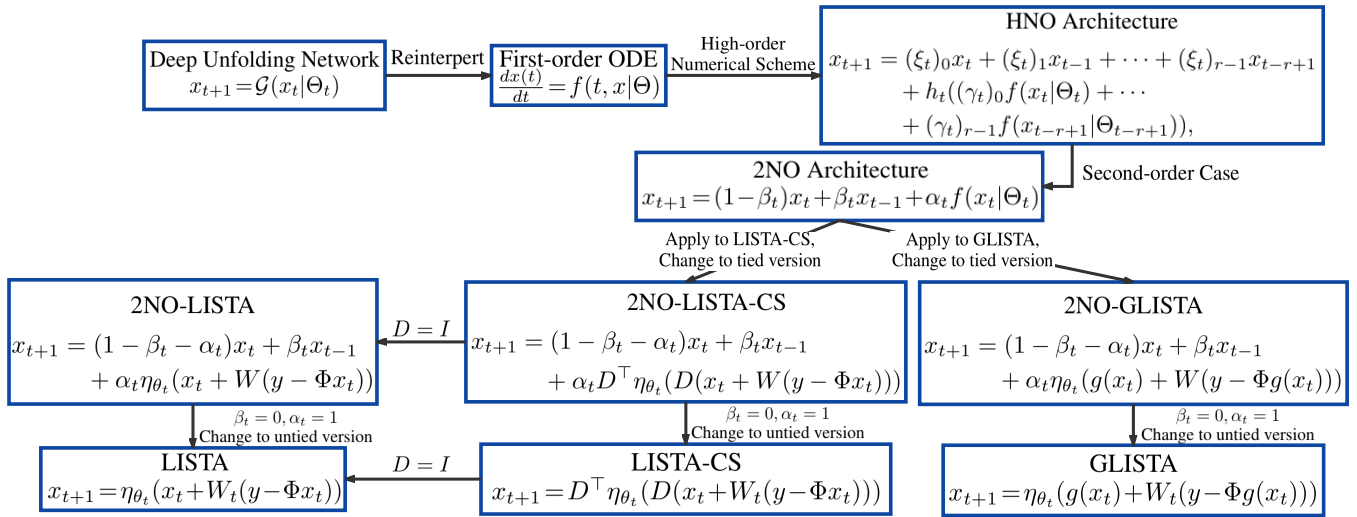 Deep Unfolding Network
x_{t+1} = \mathcal{G}(x_t|Θ_t)
Reinterpert
First-order ODE
\frac{dx(t)}{dt} = f(t, x|Θ)
High-order
Numerical Scheme
HNO Architecture
x_{t+1} = (ξ_t)_0 x_t + (ξ_t)_1 x_{t-1} + ⋯ + (ξ_t)_{r-1} x_{t-r+1}
+ h_t((γ_t)_0 f(x_t|Θ_t) + ⋯
+ (γ_t)_{r-1} f(x_{t-r+1}|Θ_{t-r+1})),
Second-order Case
2NO Architecture
x_{t+1} = (1-β_t)x_t + β_t x_{t-1} + α_t f(x_t|Θ_t)
Apply to LISTA-CS,
Change to tied version
Apply to GLISTA,
Change to tied version
2NO-LISTA
x_{t+1} = (1 - β_t - α_t)x_t + β_t x_{t-1}
+ α_t η_{θ_t}(x_t + W(y - Φx_t))
D = I
2NO-LISTA-CS
x_{t+1} = (1 - β_t - α_t)x_t + β_t x_{t-1}
+ α_t D^⊤ η_{θ_t}(D(x_t + W(y - Φx_t)))
2NO-GLISTA
x_{t+1} = (1 - β_t - α_t)x_t + β_t x_{t-1}
+ α_t η_{θ_t}(g(x_t) + W(y - Φg(x_t)))
β_t = 0, α_t = 1
Change to untied version
β_t = 0, α_t = 1
Change to untied version
β_t = 0, α_t = 1
Change to untied version
LISTA
x_{t+1} = η_{θ_t}(x_t + W_t(y - Φx_t))
D = I
LISTA-CS
x_{t+1} = D^⊤ η_{θ_t}(D(x_t + W_t(y - Φx_t)))
GLISTA
x_{t+1} = η_{θ_t}(g(x_t) + W_t(y - Φg(x_t)))